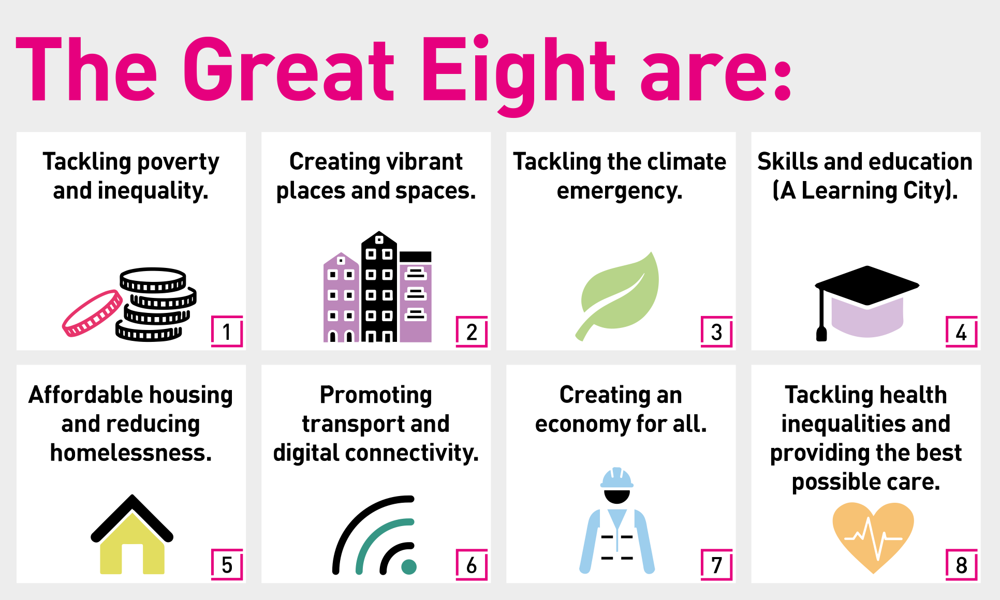 The Great Eight are:
Tackling poverty
and inequality.
1
Creating vibrant
places and spaces.
2
Tackling the climate
emergency.
3
Skills and education
(A Learning City).
4
Affordable housing
and reducing
homelessness.
5
Promoting
transport and
digital connectivity.
6
Creating an
economy for all.
7
Tackling health
inequalities and
providing the best
possible care.
8